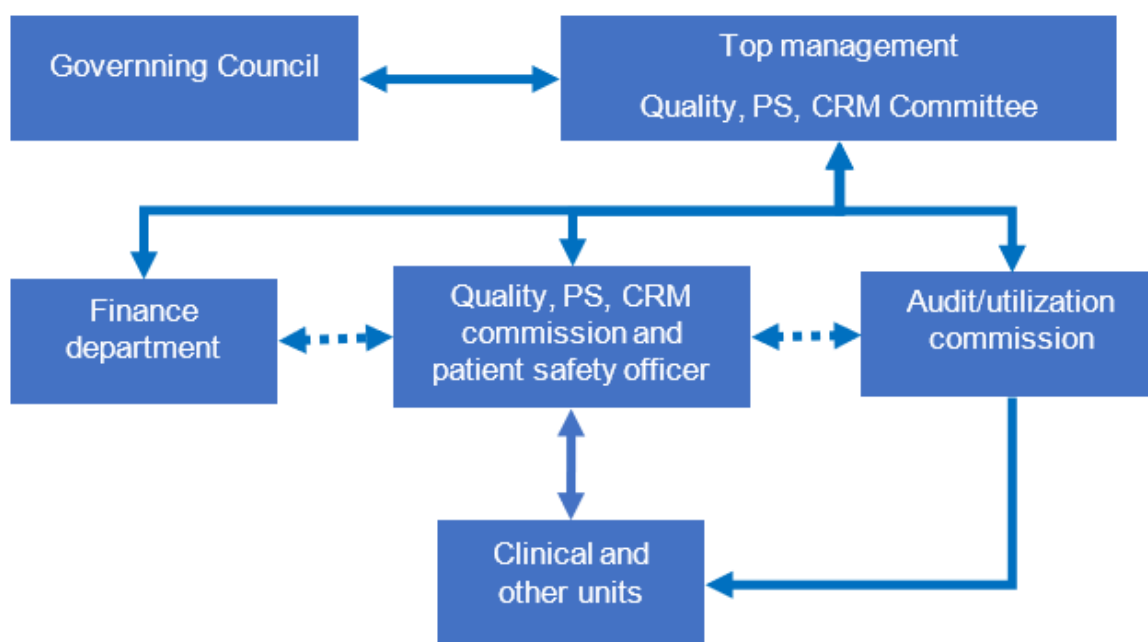 Governning Council
Top management
Quality, PS, CRM Committee
Finance
department
Quality, PS, CRM
commission and
patient safety officer
Audit/utilization
commission
Clinical and
other units